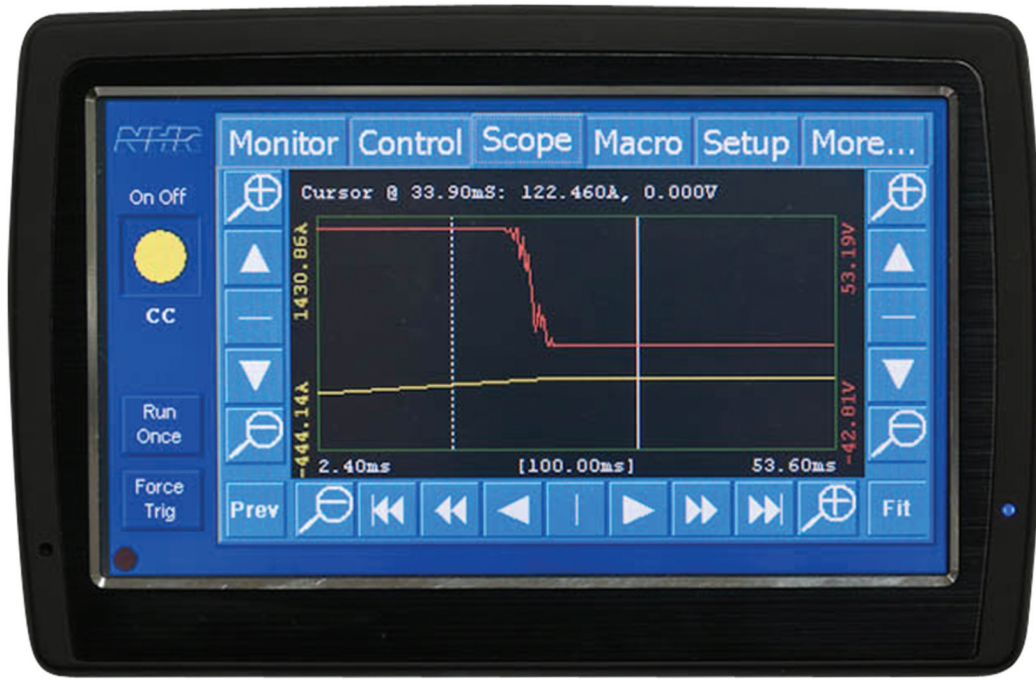 NHR
Monitor Control Scope Macro Setup More...
On Off
CC
Run
Once
Force
Trig
Cursor @ 33.90mS: 122.460A, 0.000V
1430.86A
-444.14A
53.19V
-42.81V
2.40ms [100.00ms] 53.60ms
Prev
Fit